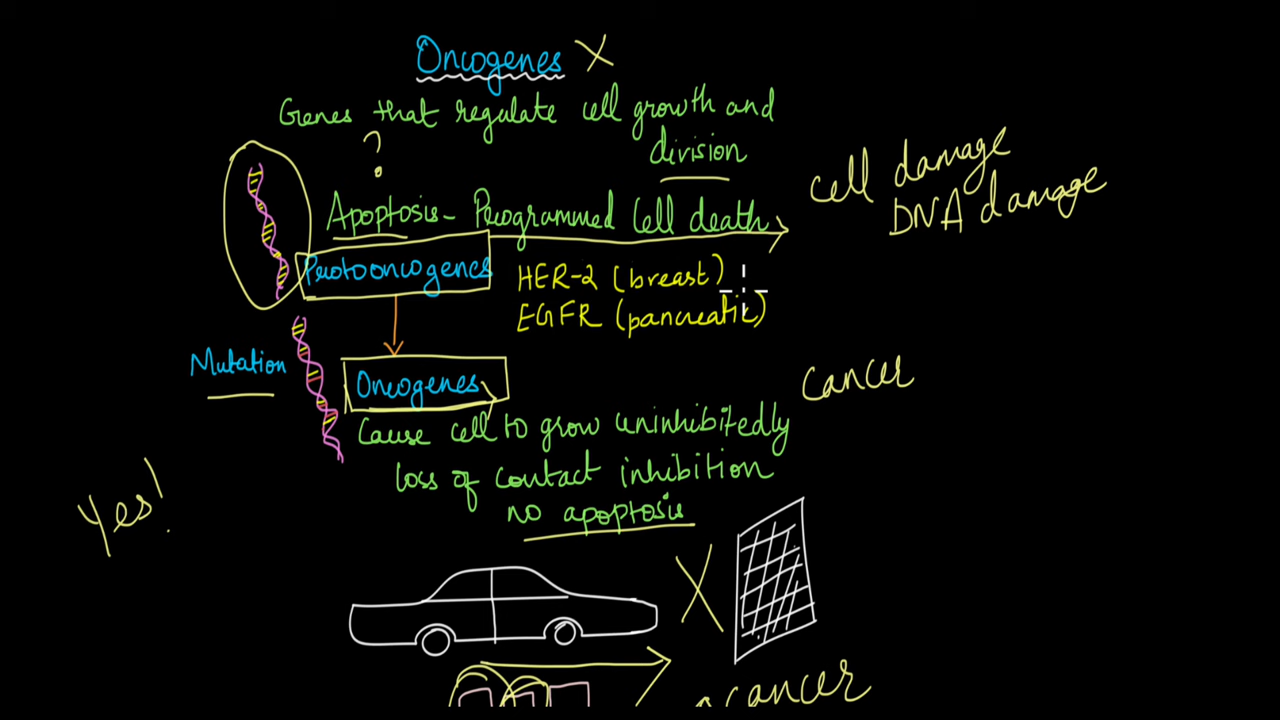 Oncogenes X
Genes that regulate cell growth and
division
?
Apoptosis - Programmed Cell death
cell damage
DNA damage
Protooncogenes
HER-2 (breast)
EGFR (pancreatic)
Mutation
Oncogenes
cancer
Cause cell to grow uninhibitedly
loss of contact inhibition
no apoptosis
Yes!
X
cancer